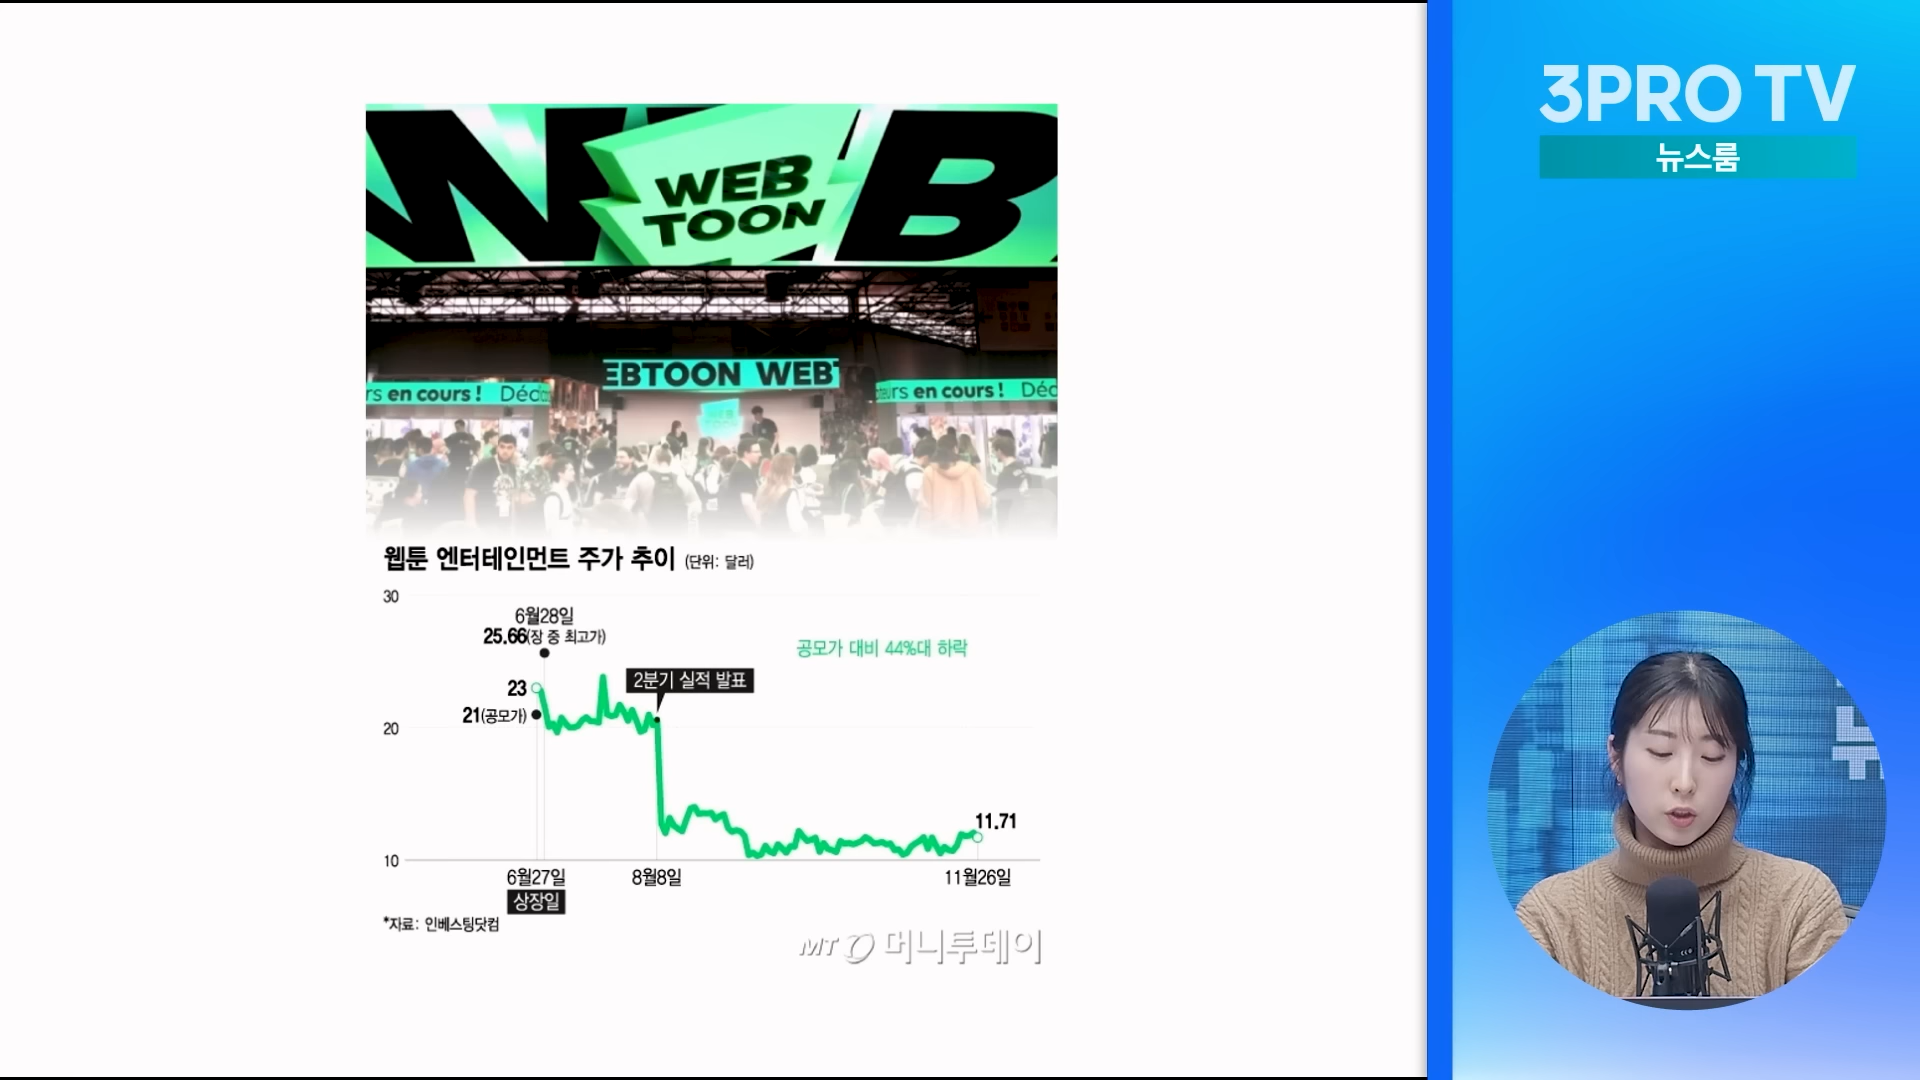 3PRO TV
뉴스룸
WEB
WEB
TOON
EBTOON WEBT
rs en cours ! Déd
urs en cours ! Déd
웹툰 엔터테인먼트 주가 추이 (단위: 달러)
30
6월28일
25.66(장 중 최고가)
공모가 대비 44%대 하락
2분기 실적 발표
23
21(공모가)
20
11.71
10
6월27일
8월8일
11월26일
상장일
*자료: 인베스팅닷컴
MT 머니투데이